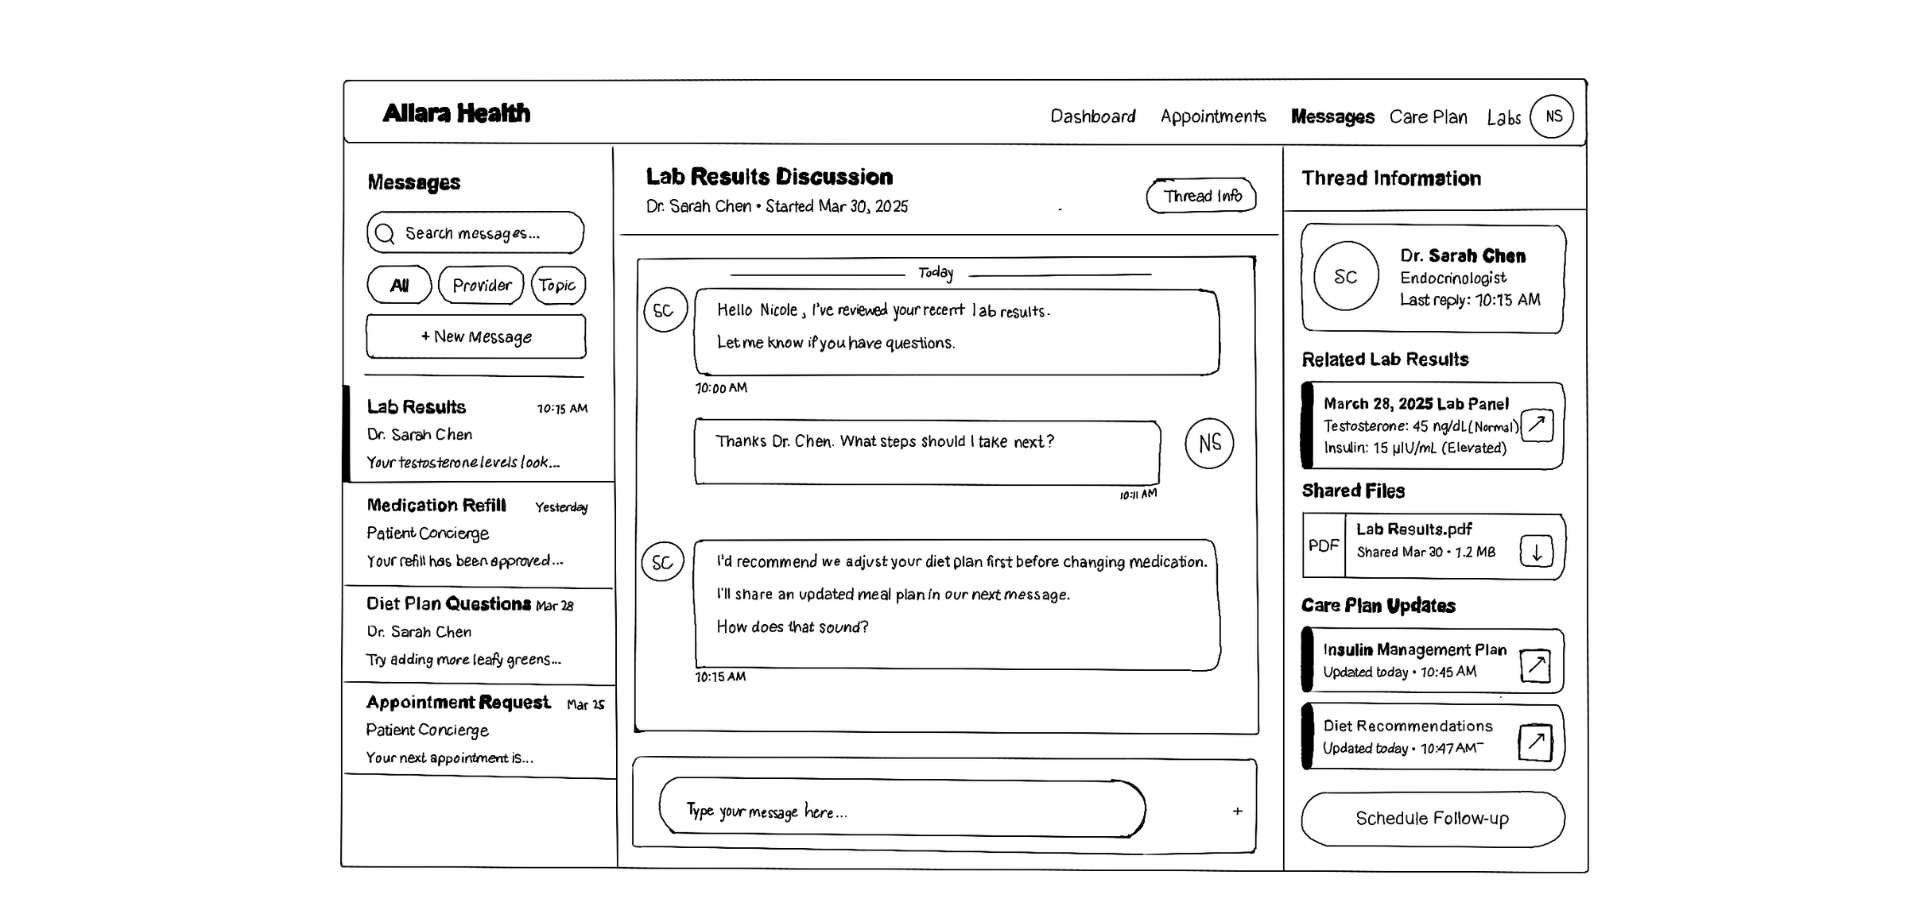 Allara Health
Dashboard Appointments Messages Care Plan Labs NS
Messages
Search messages...
All Provider Topic
+ New Message
Lab Results 10:15 AM
Dr. Sarah Chen
Your testosterone levels look...
Medication Refill Yesterday
Patient Concierge
Your refill has been approved...
Diet Plan Questions Mar 28
Dr. Sarah Chen
Try adding more leafy greens...
Appointment Request Mar 25
Patient Concierge
Your next appointment is...
Lab Results Discussion
Dr. Sarah Chen • Started Mar 30, 2025
Thread Info
Today
SC
Hello Nicole, I've reviewed your recent lab results.
Let me know if you have questions.
10:00 AM
Thanks Dr. Chen. What steps should I take next?
NS
10:11 AM
SC
I'd recommend we adjust your diet plan first before changing medication.
I'll share an updated meal plan in our next message.
How does that sound?
10:15 AM
Type your message here...
+
Thread Information
SC
Dr. Sarah Chen
Endocrinologist
Last reply: 10:15 AM
Related Lab Results
March 28, 2025 Lab Panel
Testosterone: 45 ng/dL (Normal)
Insulin: 15 µIU/mL (Elevated)
Shared Files
PDF
Lab Results.pdf
Shared Mar 30 • 1.2 MB
Care Plan Updates
Insulin Management Plan
Updated today • 10:45 AM
Diet Recommendations
Updated today • 10:47 AM
Schedule Follow-up